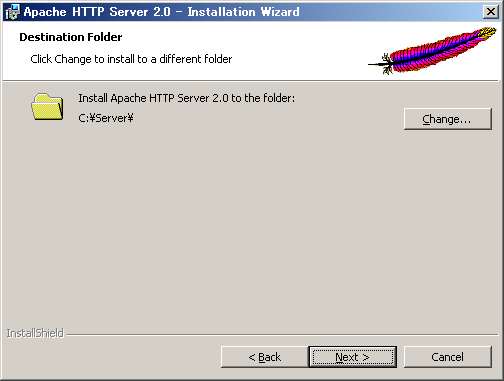 Apache HTTP Server 2.0 - Installation Wizard
Destination Folder
Click Change to install to a different folder
Install Apache HTTP Server 2.0 to the folder:
C:¥Server¥
Change...
InstallShield
< Back
Next >
Cancel